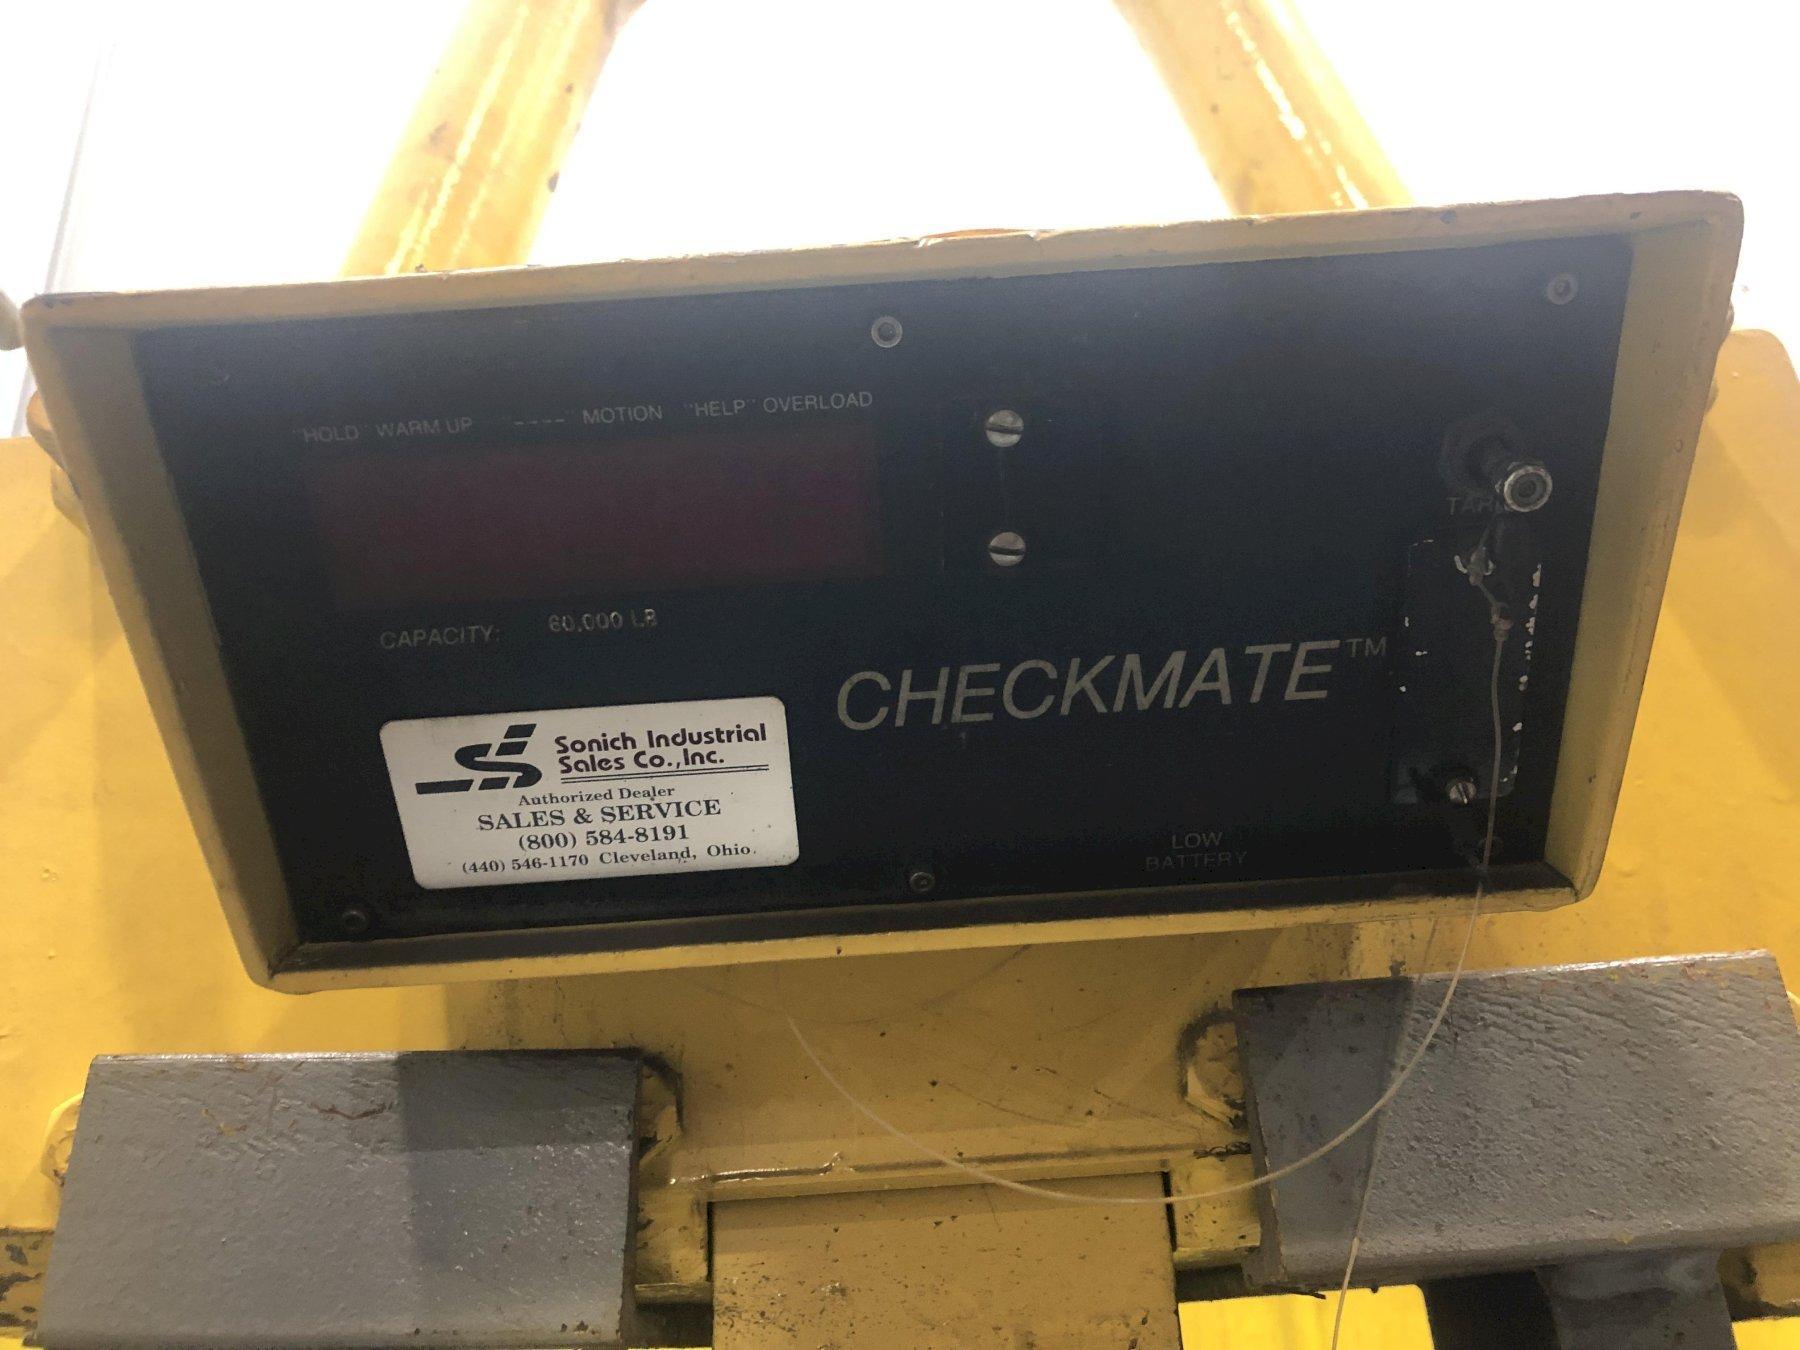 "HOLD" WARM UP "----" MOTION "HELP" OVERLOAD
TARE
CAPACITY: 60,000 LB
CHECKMATE™
Sonich Industrial
Sales Co., Inc.
Authorized Dealer
SALES & SERVICE
(800) 584-8191
(440) 546-1170 Cleveland, Ohio
LOW
BATTERY